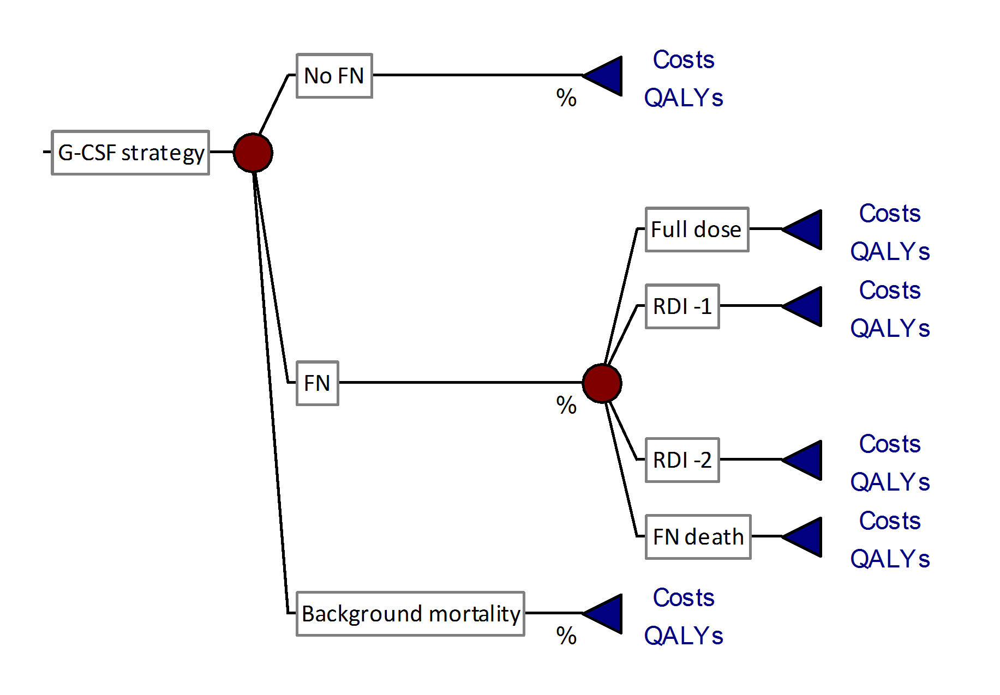 Costs
No FN
%
QALYs
G-CSF strategy
Costs
Full dose
QALYs
Costs
RDI -1
QALYs
FN
%
Costs
RDI -2
QALYs
Costs
FN death
QALYs
Costs
Background mortality
%
QALYs